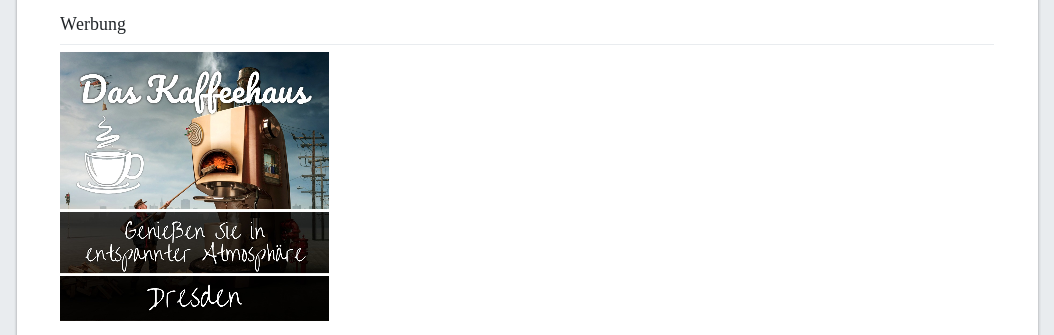 Werbung
Das Kaffeehaus
Genießen Sie in
entspannter Atmosphäre
Dresden